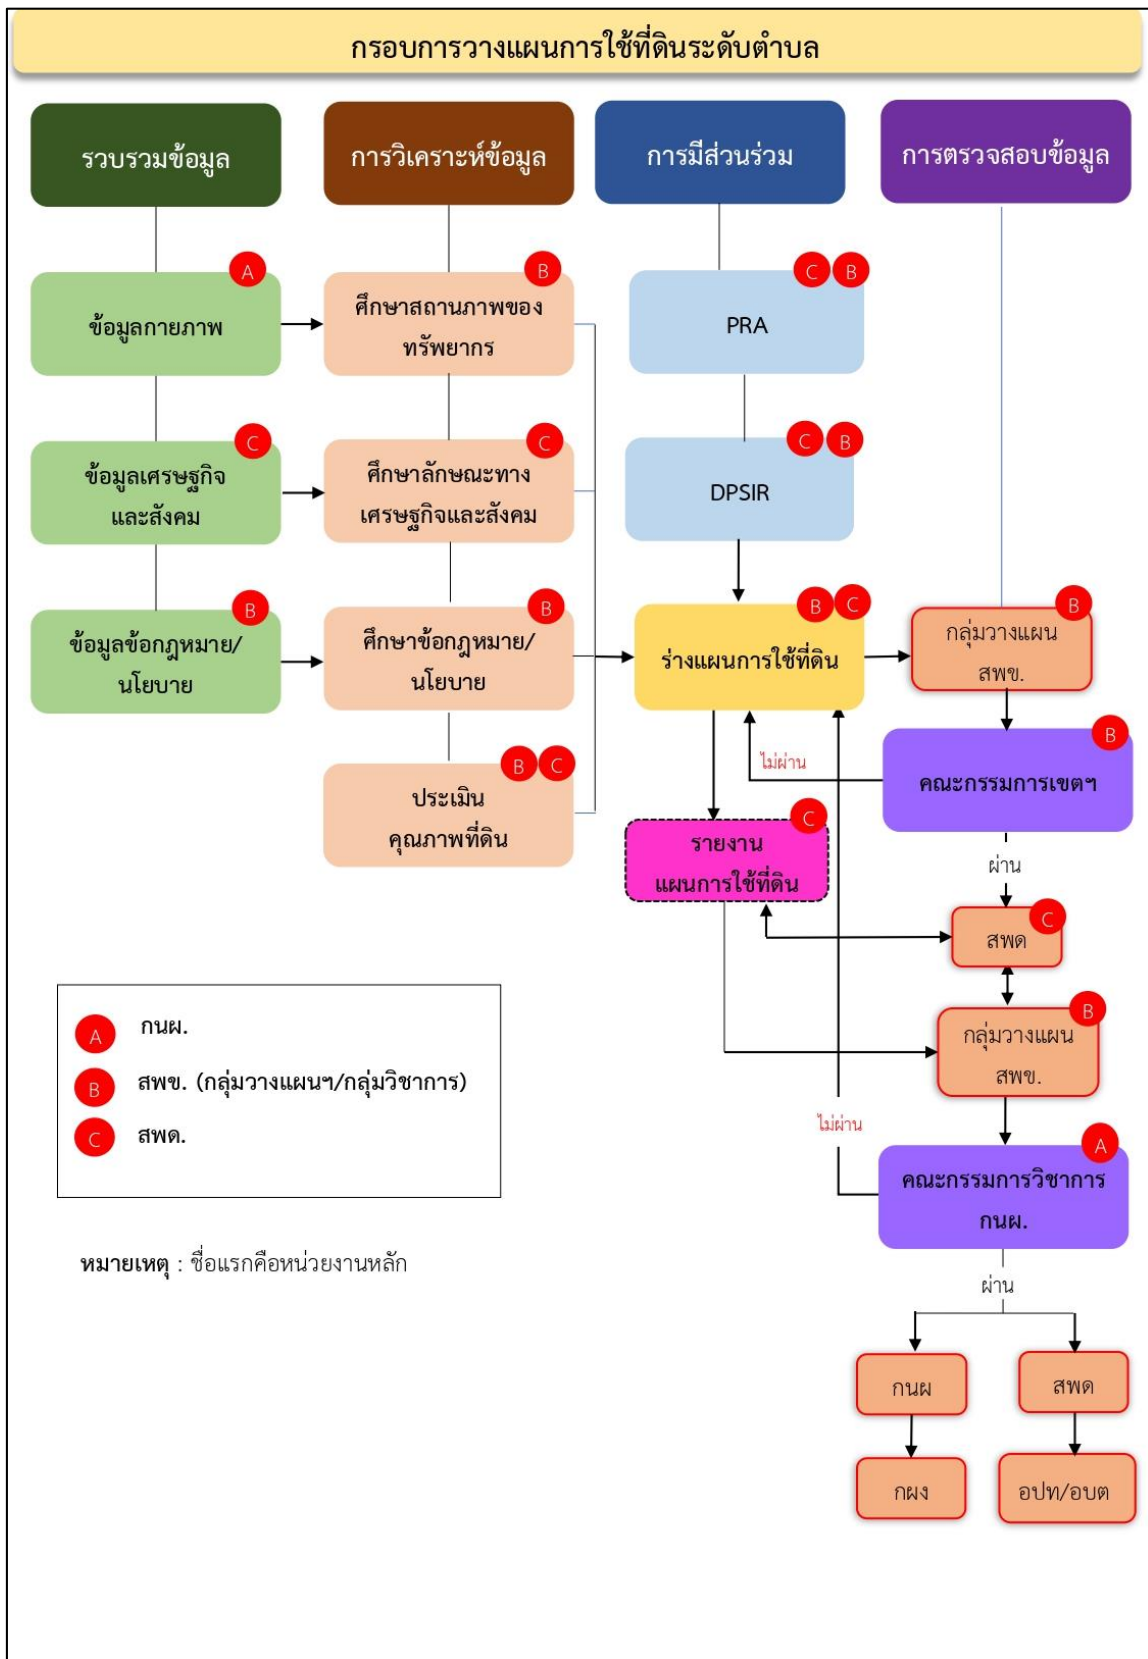 กรอบการวางแผนการใช้ที่ดินระดับตำบล
รวบรวมข้อมูล
การวิเคราะห์ข้อมูล
การมีส่วนร่วม
การตรวจสอบข้อมูล
A
ข้อมูลกายภาพ
B
ศึกษาสถานภาพของ
ทรัพยากร
C B
PRA
C
ข้อมูลเศรษฐกิจ
และสังคม
C
ศึกษาลักษณะทาง
เศรษฐกิจและสังคม
C B
DPSIR
B
ข้อมูลข้อกฎหมาย/
นโยบาย
B
ศึกษาข้อกฎหมาย/
นโยบาย
B C
ร่างแผนการใช้ที่ดิน
B
กลุ่มวางแผน
สพข.
B C
ประเมิน
คุณภาพที่ดิน
ไม่ผ่าน
B
คณะกรรมการเขตฯ
C
รายงาน
แผนการใช้ที่ดิน
ผ่าน
C
สพด
B
กลุ่มวางแผน
สพข.
A กนผ.
B สพข. (กลุ่มวางแผนฯ/กลุ่มวิชาการ)
C สพด.
ไม่ผ่าน
A
คณะกรรมการวิชาการ
กนผ.
หมายเหตุ : ชื่อแรกคือหน่วยงานหลัก
ผ่าน
กนผ
สพด
กผง
อปท/อบต